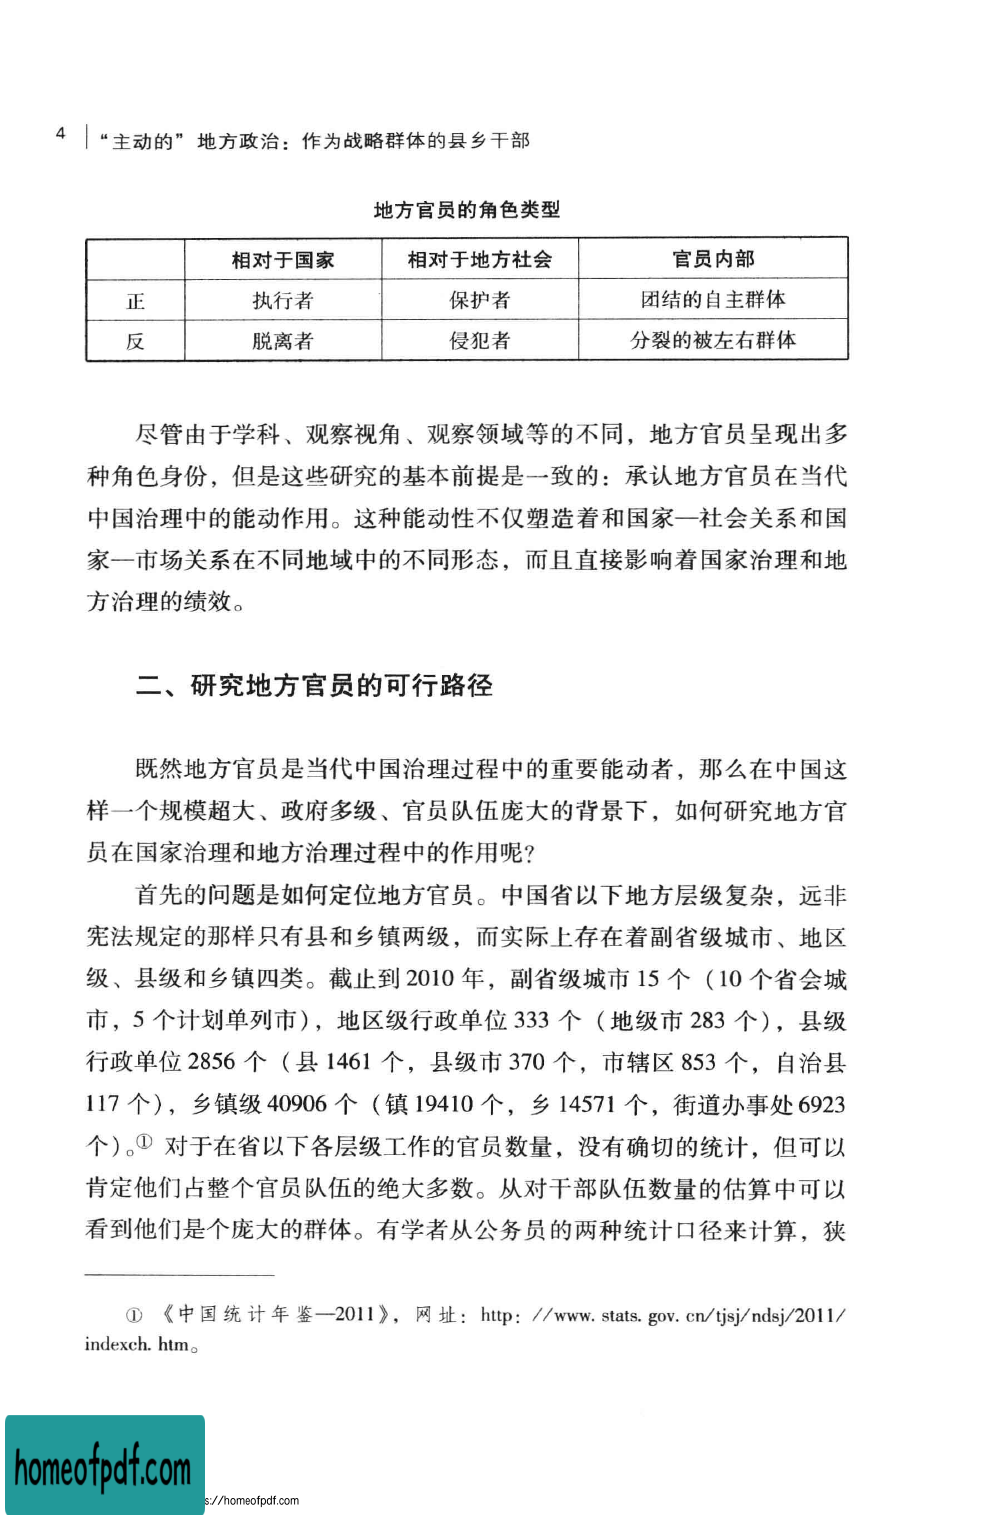 4 “主动的”地方政治：作为战略群体的县乡干部
地方官员的角色类型
相对于国家 相对于地方社会 官员内部
正 执行者 保护者 团结的自主群体
反 脱离者 侵犯者 分裂的被左右群体
尽管由于学科、观察视角、观察领域等的不同，地方官员呈现出多
种角色身份，但是这些研究的基本前提是一致的：承认地方官员在当代
中国治理中的能动作用。这种能动性不仅塑造着和国家—社会关系和国
家—市场关系在不同地域中的不同形态，而且直接影响着国家治理和地
方治理的绩效。
二、研究地方官员的可行路径
既然地方官员是当代中国治理过程中的重要能动者，那么在中国这
样一个规模超大、政府多级、官员队伍庞大的背景下，如何研究地方官
员在国家治理和地方治理过程中的作用呢？
首先的问题是如何定位地方官员。中国省以下地方层级复杂，远非
宪法规定的那样只有县和乡镇两级，而实际上存在着副省级城市、地区
级、县级和乡镇四类。截止到 2010 年，副省级城市 15 个（10 个省会城
市，5 个计划单列市），地区级行政单位 333 个（地级市 283 个），县级
行政单位 2856 个（县 1461 个，县级市 370 个，市辖区 853 个，自治县
117 个），乡镇级 40906 个（镇 19410 个，乡 14571 个，街道办事处 6923
个）。① 对于在省以下各层级工作的官员数量，没有确切的统计，但可以
肯定他们占整个官员队伍的绝大多数。从对干部队伍数量的估算中可以
看到他们是个庞大的群体。有学者从公务员的两种统计口径来计算，狭
① 《中国统计年鉴—2011》，网址：http：//www. stats. gov. cn/tjsj/ndsj/2011/
indexch. htm。
homeofpdf.com
s://homeofpdf.com